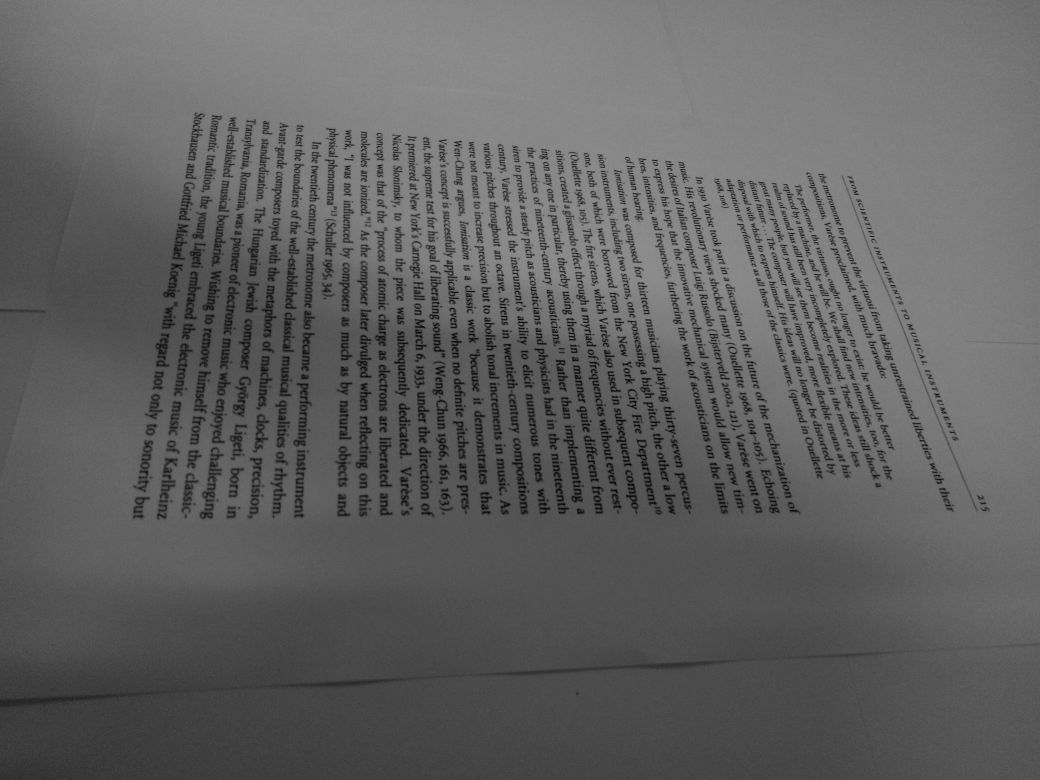 FROM SCIENTIFIC INSTRUMENTS TO MUSICAL INSTRUMENTS 215
the metronome to prevent the virtuosi from taking unrestrained liberties with their
compositions. Varèse proclaimed, with much bravado:
The performer, the virtuoso, ought no longer to exist: he would be better
replaced by a machine, and he will be. We shall find new intensities, too, for the
realm of sound has still been very incompletely explored. These ideas still shock a
great many people, but you will see them become realities in the more or less
distant future . . . . The composer will have improved, more flexible means at his
disposal with which to express himself. His ideas will no longer be distorted by
adaptation or performance as all those of the classics were. (quoted in Ouellette
1968, 106)
In 1930 Varèse took part in a discussion on the future of the mechanization of
music. His revolutionary views shocked many (Ouellette 1968, 104–105). Echoing
the desires of Italian composer Luigi Russolo (Bijsterveld 2002, 121), Varèse went on
to express his hope that the innovative mechanical system would allow new tim-
bres, intensities, and frequencies, furthering the work of acousticians on the limits
of human hearing.
Ionisation was composed for thirteen musicians playing thirty-seven percus-
sion instruments, including two sirens, one possessing a high pitch, the other a low
one, both of which were borrowed from the New York City Fire Department¹⁰
(Ouellette 1968, 105). The fire sirens, which Varèse also used in subsequent compo-
sitions, created a glissando effect through a myriad of frequencies without ever rest-
ing on any one in particular, thereby using them in a manner quite different from
the practices of nineteenth-century acousticians.¹¹ Rather than implementing a
siren to provide a steady pitch as acousticians and physicists had in the nineteenth
century, Varèse stressed the instrument's ability to elicit numerous tones with
various pitches throughout an octave. Sirens in twentieth-century compositions
were not meant to increase precision but to abolish tonal increments in music. As
Wen-Chung argues, Ionisation is a classic work "because it demonstrates that
Varèse's concept is successfully applicable even when no definite pitches are pres-
ent, the supreme test for his goal of liberating sound" (Weng-Chun 1966, 161, 163).
It premiered at New York's Carnegie Hall on March 6, 1933, under the direction of
Nicolas Slonimsky, to whom the piece was subsequently dedicated. Varèse's
concept was that of the "process of atomic charge as electrons are liberated and
molecules are ionized."¹² As the composer later divulged when reflecting on this
work, "I was not influenced by composers as much as by natural objects and
physical phenomena"¹³ (Schuller 1965, 34).
In the twentieth century the metronome also became a performing instrument
to test the boundaries of the well-established classical musical qualities of rhythm.
Avant-garde composers toyed with the metaphors of machines, clocks, precision,
and standardization. The Hungarian Jewish composer György Ligeti, born in
Transylvania, Romania, was a pioneer of electronic music who enjoyed challenging
well-established musical boundaries. Wishing to remove himself from the classic-
Romantic tradition, the young Ligeti embraced the electronic music of Karlheinz
Stockhausen and Gottfried Michael Koenig "with regard not only to sonority but